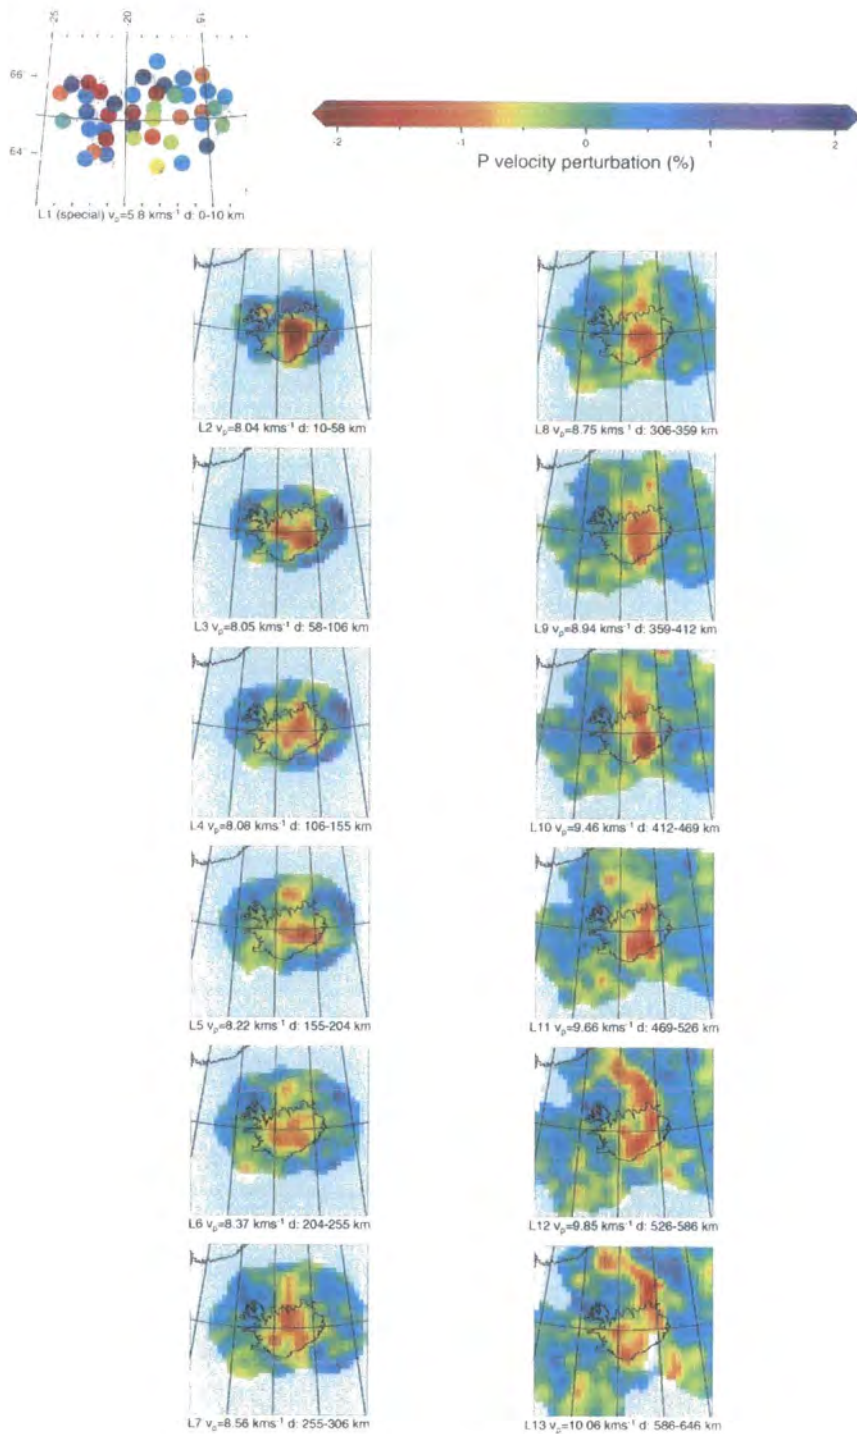 -25 -20 -15
66°
64°
L1 (special) vp=5.8 kms-1 d: 0-10 km
-2 -1 0 1 2
P velocity perturbation (%)
L2 vp=8.04 kms-1 d: 10-58 km
L3 vp=8.05 kms-1 d: 58-106 km
L4 vp=8.08 kms-1 d: 106-155 km
L5 vp=8.22 kms-1 d: 155-204 km
L6 vp=8.37 kms-1 d: 204-255 km
L7 vp=8.56 kms-1 d: 255-306 km
L8 vp=8.75 kms-1 d: 306-359 km
L9 vp=8.94 kms-1 d: 359-412 km
L10 vp=9.46 kms-1 d: 412-469 km
L11 vp=9.66 kms-1 d: 469-526 km
L12 vp=9.85 kms-1 d: 526-586 km
L13 vp=10.06 kms-1 d: 586-646 km